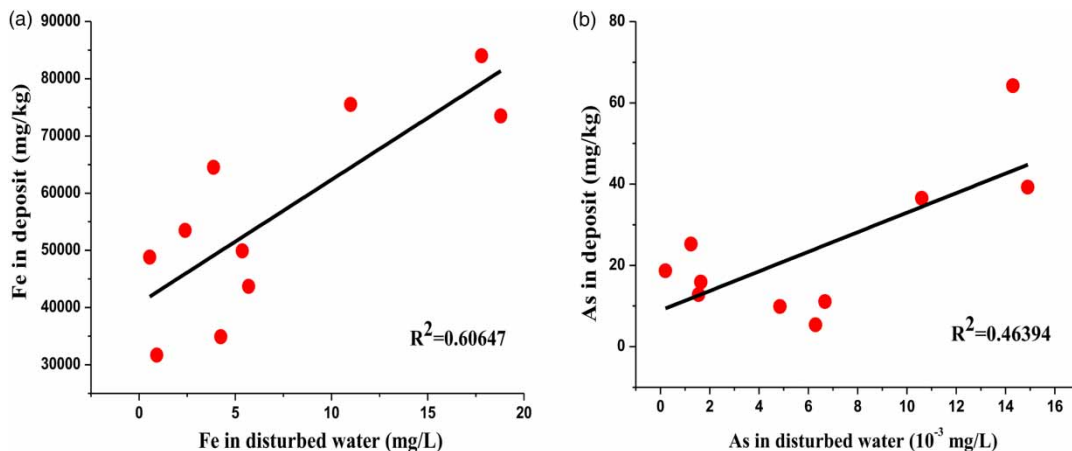 (a)
90000
80000
70000
60000
50000
40000
30000
Fe in deposit (mg/kg)
R²=0.60647
0 5 10 15 20
Fe in disturbed water (mg/L)
(b)
80
60
40
20
0
As in deposit (mg/kg)
R²=0.46394
0 2 4 6 8 10 12 14 16
As in disturbed water (10⁻³ mg/L)